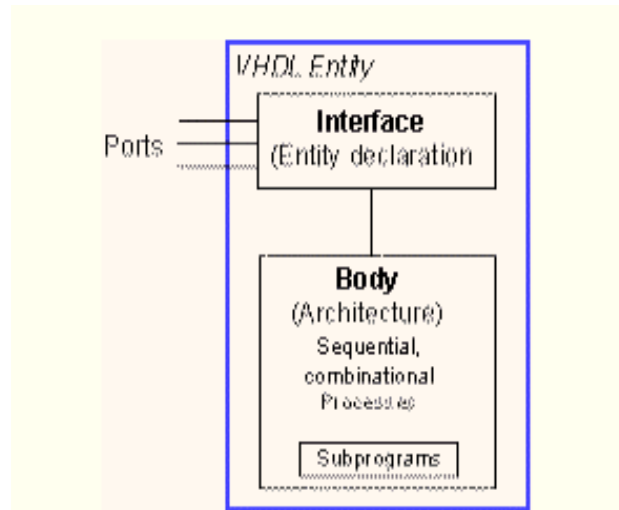 VHDL Entity
Interface
(Entity declaration
Ports
Body
(Architecture)
Sequential,
combinational
Processes
Subprograms